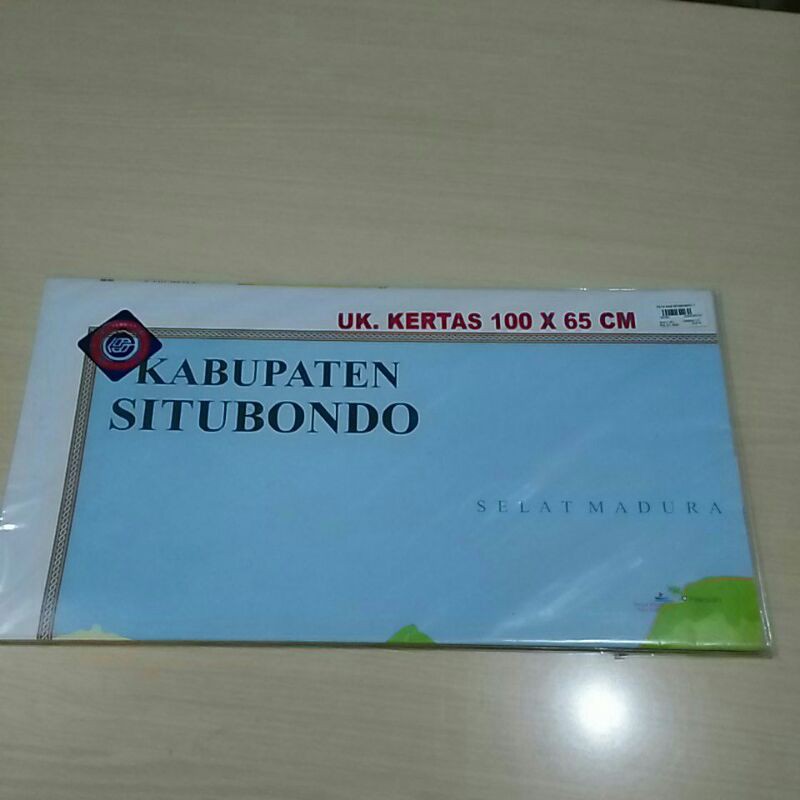 UK. KERTAS 100 X 65 CM
KABUPATEN
SITUBONDO
SELAT MADURA